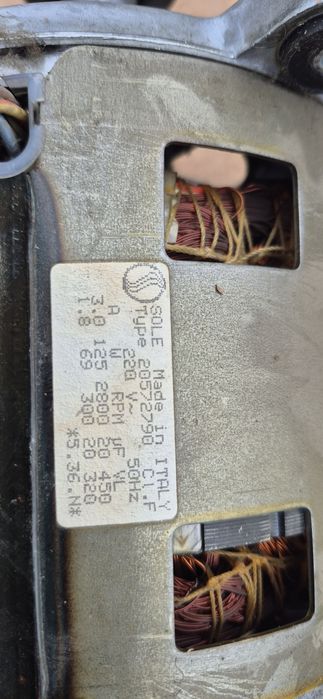 SOLE Made in ITALY
Type 20572790 Cl.F
220 V~ 50Hz
A W RPM µF VL
3.0 125 2800 20 450
1.8 69 300 20 320
*5.36.N*